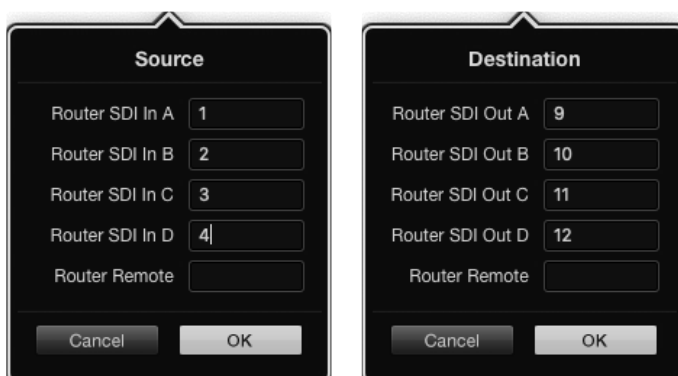 Source
Router SDI In A 1
Router SDI In B 2
Router SDI In C 3
Router SDI In D 4
Router Remote
Cancel OK
Destination
Router SDI Out A 9
Router SDI Out B 10
Router SDI Out C 11
Router SDI Out D 12
Router Remote
Cancel OK